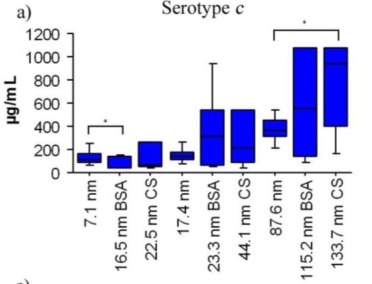 a)
Serotype c
µg/mL
1200
1000
800
600
400
200
0
*
*
7.1 nm
16.5 nm BSA
22.5 nm CS
17.4 nm
23.3 nm BSA
44.1 nm CS
87.6 nm
115.2 nm BSA
133.7 nm CS